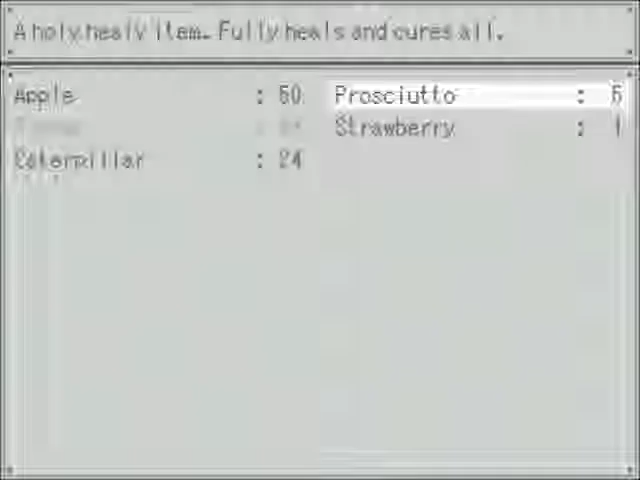 A holy, healy item. Fully heals and cures all.
Apple : 50
Prosciutto : 5
Strawberry : 1
Caterpillar : 24